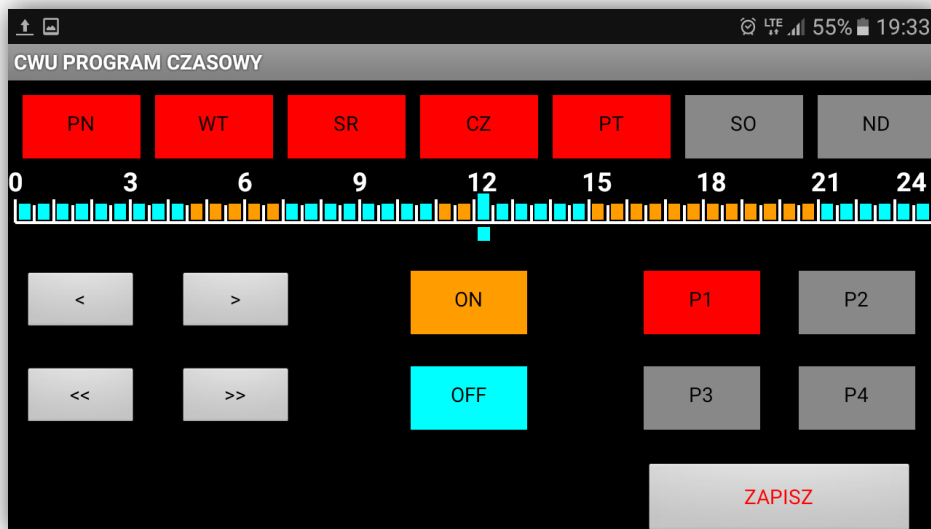 LTE 55% 19:33
CWU PROGRAM CZASOWY
PN WT SR CZ PT SO ND
0 3 6 9 12 15 18 21 24
< > ON P1 P2
<< >> OFF P3 P4
ZAPISZ